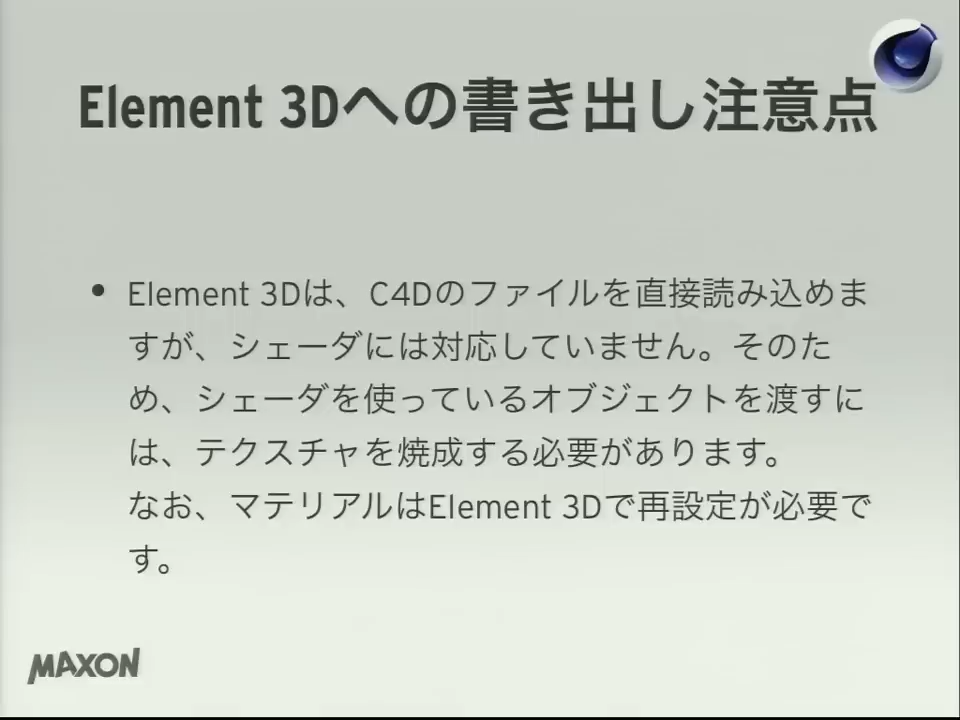 Element 3Dへの書き出し注意点
• Element 3Dは、C4Dのファイルを直接読み込めま
すが、シェーダには対応していません。そのた
め、シェーダを使っているオブジェクトを渡すに
は、テクスチャを焼成する必要があります。
なお、マテリアルはElement 3Dで再設定が必要で
す。
MAXON